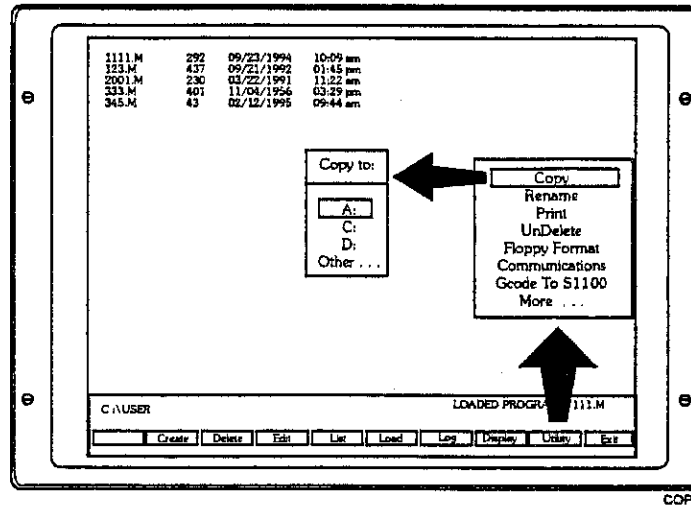 1111.M 292 09/23/1994 10:09 am
123.M 437 09/21/1992 01:45 pm
2001.M 230 03/22/1991 11:22 am
333.M 401 11/04/1956 03:29 pm
345.M 43 02/12/1995 09:44 am
Copy to:
A:
C:
D:
Other . . .
Copy
Rename
Print
UnDelete
Floppy Format
Communications
Gcode To S1100
More . . .
C:\USER LOADED PROGRA 111.M
Create Delete Edit List Load Log Display Utility Exit
COP